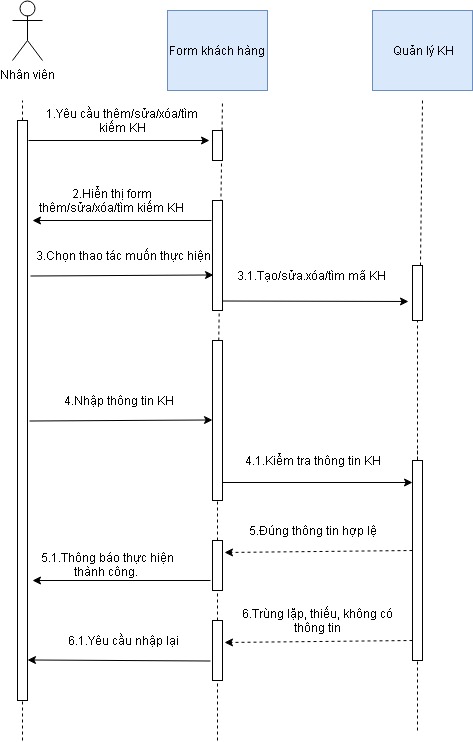 Nhân viên
Form khách hàng
Quản lý KH
1.Yêu cầu thêm/sửa/xóa/tìm
kiếm KH
2.Hiển thị form
thêm/sửa/xóa/tìm kiếm KH
3.Chọn thao tác muốn thực hiện
3.1.Tạo/sửa.xóa/tìm mã KH
4.Nhập thông tin KH
4.1.Kiểm tra thông tin KH
5.Đúng thông tin hợp lệ
5.1.Thông báo thực hiện
thành công.
6.Trùng lặp, thiếu, không có
thông tin
6.1.Yêu cầu nhập lại